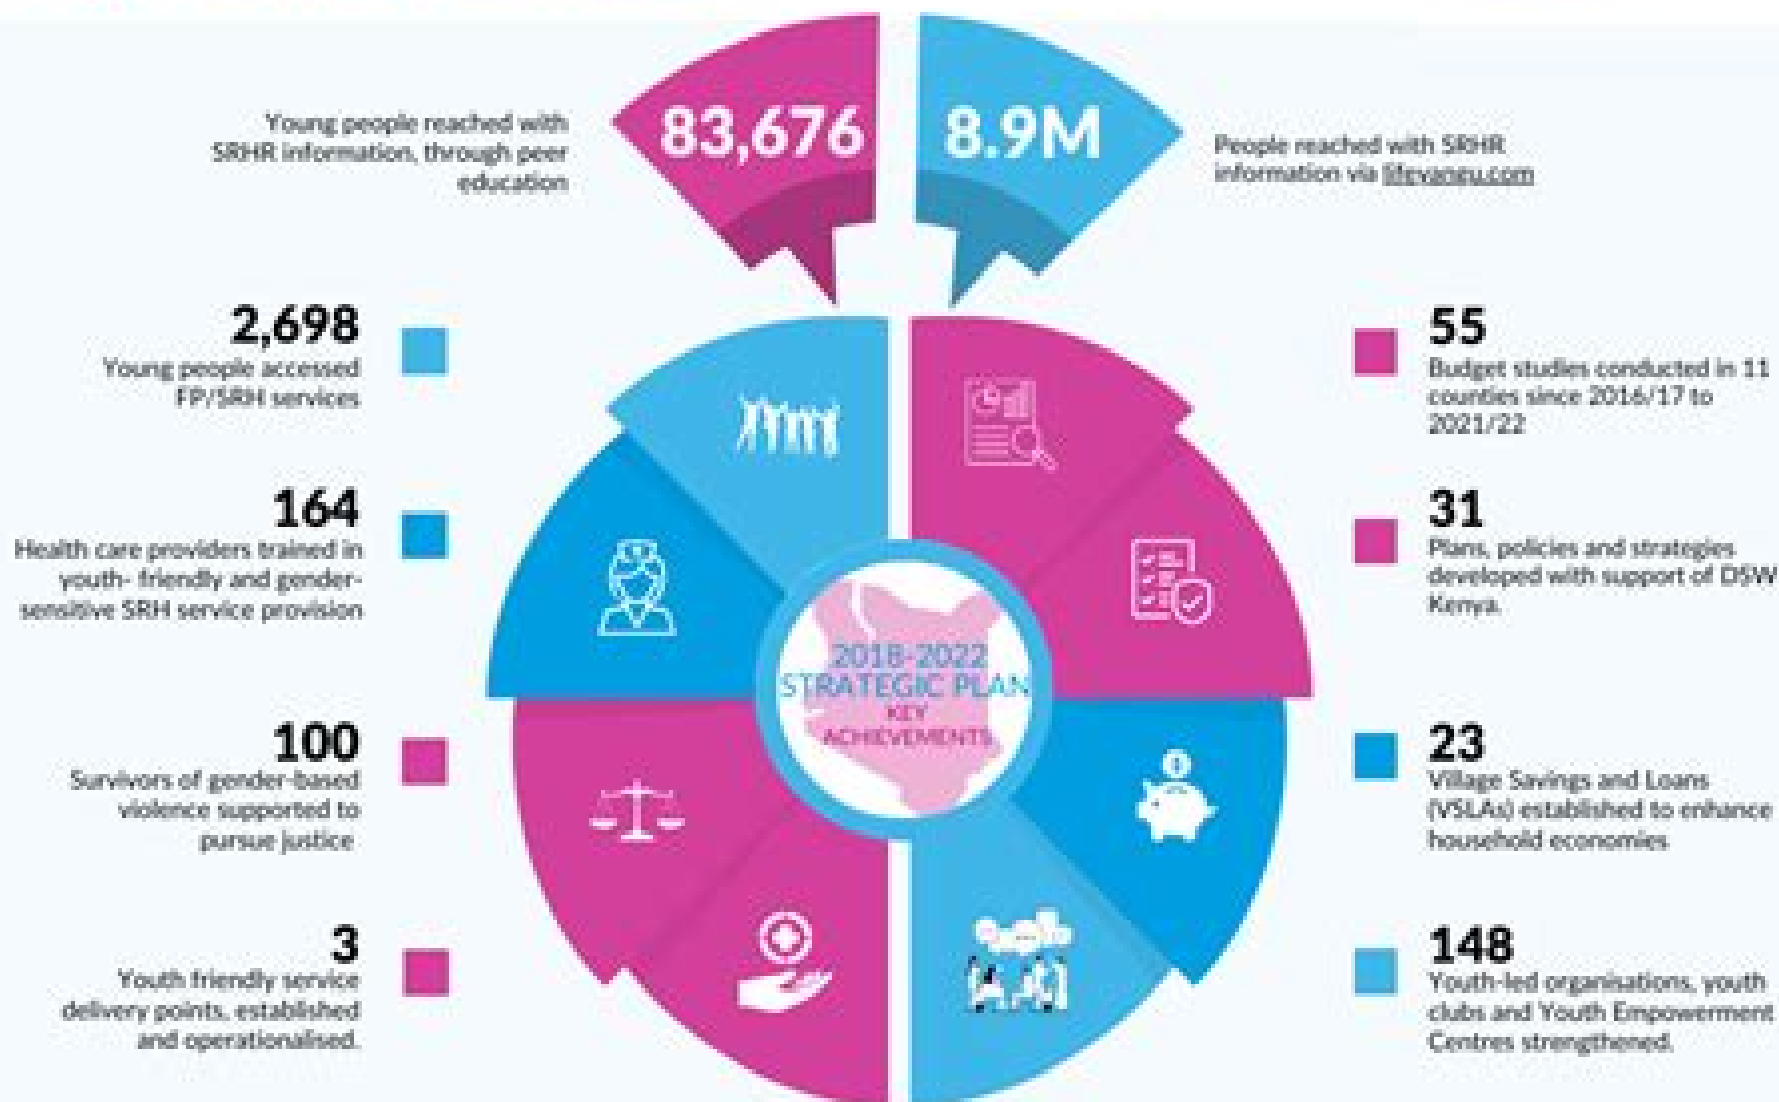 83,676
Young people reached with
SRHR information, through peer
education
8.9M
People reached with SRHR
information via lifeyangu.com
2,698
Young people accessed
FP/SRH services
164
Health care providers trained in
youth- friendly and gender-
sensitive SRH service provision
100
Survivors of gender-based
violence supported to
pursue justice
3
Youth friendly service
delivery points, established
and operationalised.
2018-2022
STRATEGIC PLAN
KEY
ACHIEVEMENTS
55
Budget studies conducted in 11
counties since 2016/17 to
2021/22
31
Plans, policies and strategies
developed with support of DSW
Kenya.
23
Village Savings and Loans
(VSLAs) established to enhance
household economies
148
Youth-led organisations, youth
clubs and Youth Empowerment
Centres strengthened.